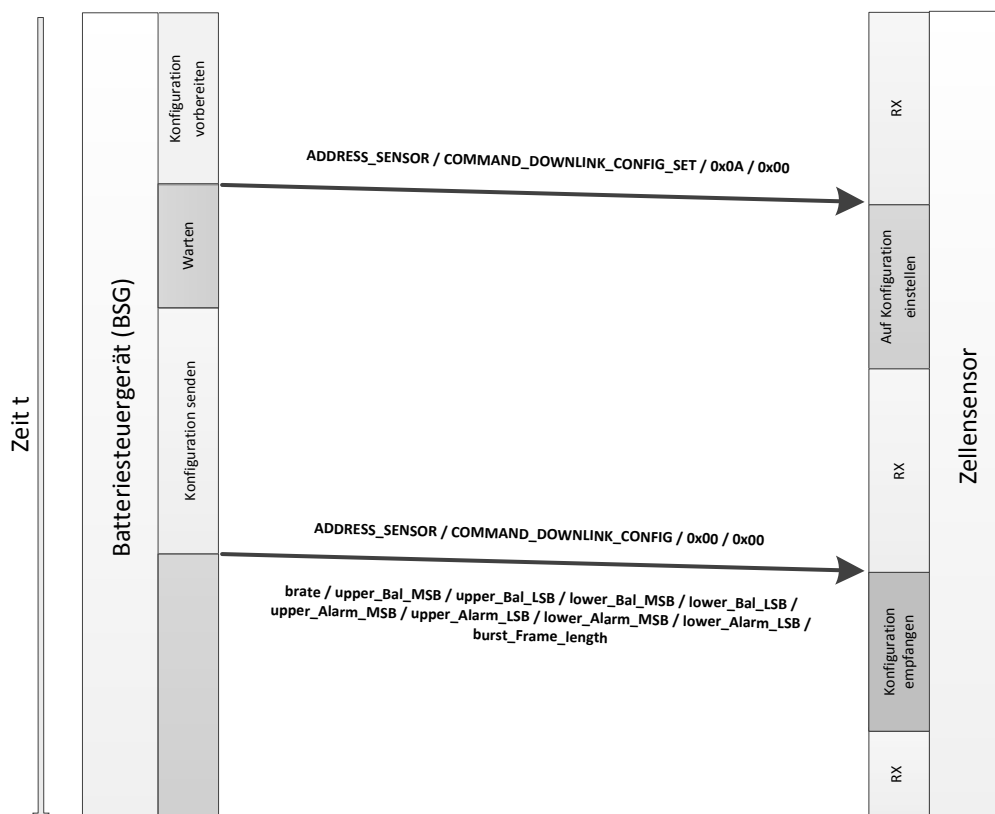 Zeit t
Batteriesteuergerät (BSG)
Konfiguration
vorbereiten
Warten
Konfiguration senden
ADDRESS_SENSOR / COMMAND_DOWNLINK_CONFIG_SET / 0x0A / 0x00
ADDRESS_SENSOR / COMMAND_DOWNLINK_CONFIG / 0x00 / 0x00
brate / upper_Bal_MSB / upper_Bal_LSB / lower_Bal_MSB / lower_Bal_LSB /
upper_Alarm_MSB / upper_Alarm_LSB / lower_Alarm_MSB / lower_Alarm_LSB /
burst_Frame_length
RX
Auf Konfiguration
einstellen
RX
Konfiguration
empfangen
RX
Zellensensor